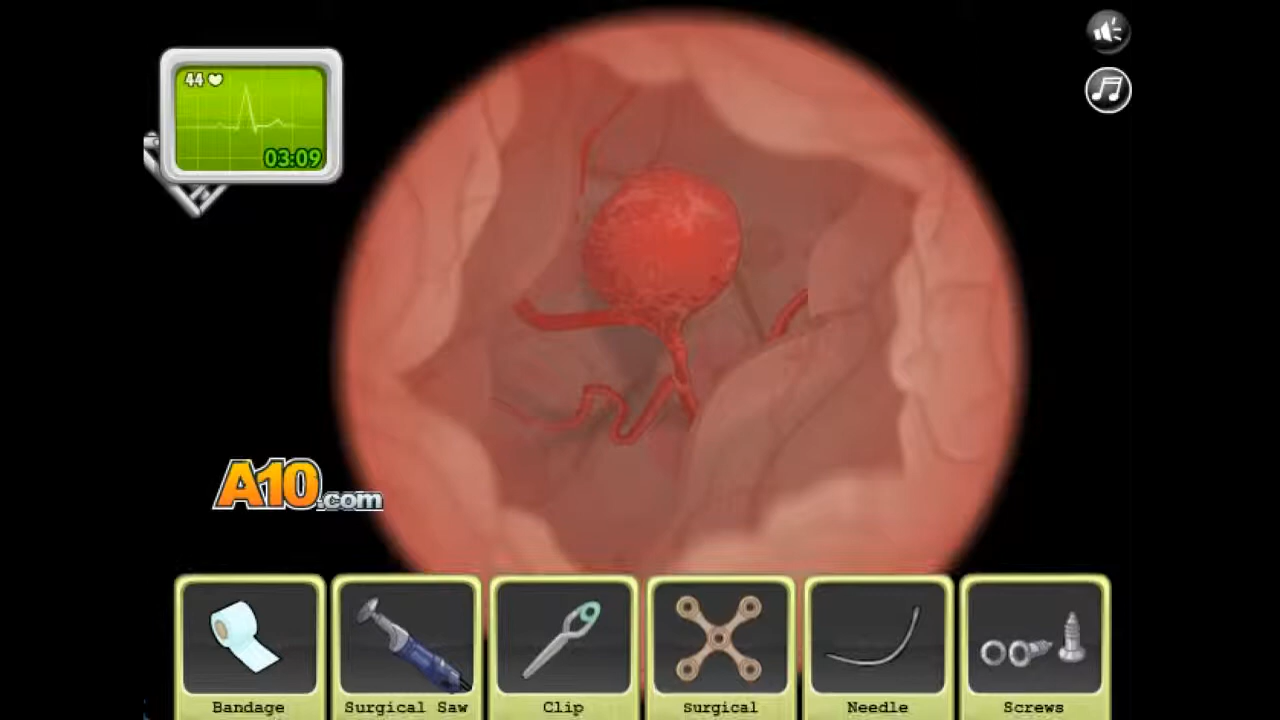 44
03:09
A10.com
Bandage
Surgical Saw
Clip
Surgical
Needle
Screws